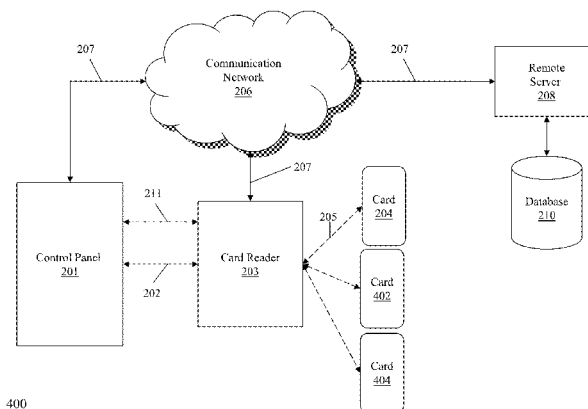 207
Communication
Network
206
207
Remote
Server
208
207
211
Card
204
205
Database
210
Control Panel
201
Card Reader
203
202
Card
402
Card
404
400